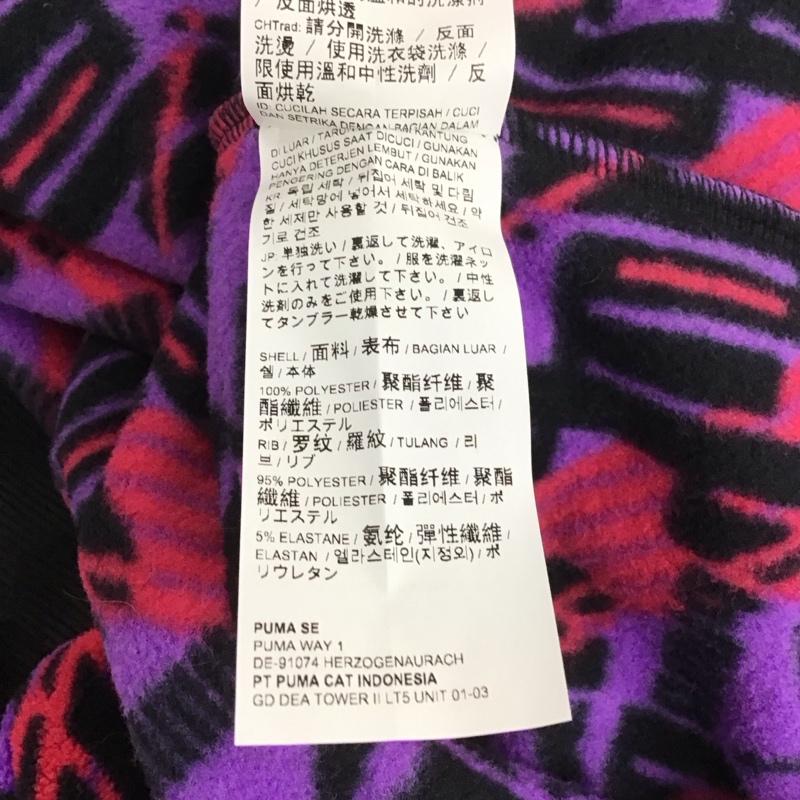 / 反面烘透
CHTrad: 請分開洗滌 / 反面
洗燙 / 使用洗衣袋洗滌 /
限使用溫和中性洗劑 / 反
面烘乾
ID: CUCILAH SECARA TERPISAH / CUCI
DAN SETRIKA DENGAN BAGIAN DALAM
DI LUAR / TARUH KANTUNG
CUCI KHUSUS SAAT DICUCI / GUNAKAN
HANYA DETERJEN LEMBUT / GUNAKAN
PENGERING DENGAN CARA DI BALIK
KR: 독립 세탁 / 뒤집어 세탁 및 다림
질 / 세탁망에 넣어서 세탁하세요 / 약
한 세제만 사용할 것 / 뒤집어 건조
기로 건조
JP: 単独洗い / 裏返して洗濯、アイロ
ンを行って下さい。 / 服を洗濯ネッ
トに入れて洗濯して下さい。 / 中性
洗剤のみをご使用下さい。 / 裏返し
てタンブラー乾燥させて下さい
SHELL / 面料 / 表布 / BAGIAN LUAR /
쉘 / 本体
100% POLYESTER / 聚酯纤维 / 聚
酯纖維 / POLIESTER / 폴리에스터 /
ポリエステル
RIB / 罗纹 / 羅紋 / TULANG / 리
브 / リブ
95% POLYESTER / 聚酯纤维 / 聚酯
纖維 / POLIESTER / 폴리에스터 / ポ
リエステル
5% ELASTANE / 氨纶 / 彈性纖維 /
ELASTAN / 엘라스테인(지정외) / ポ
リウレタン
PUMA SE
PUMA WAY 1
DE-91074 HERZOGENAURACH
PT PUMA CAT INDONESIA
GD DEA TOWER II LT5 UNIT 01-03